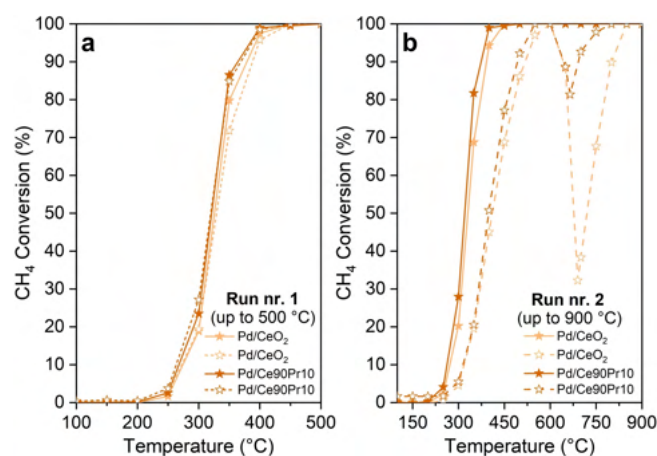 a
CH4 Conversion (%)
100
90
80
70
60
50
40
30
20
10
0
Run nr. 1
(up to 500 °C)
Pd/CeO2
Pd/CeO2
Pd/Ce90Pr10
Pd/Ce90Pr10
100 200 300 400 500
Temperature (°C)
b
CH4 Conversion (%)
100
90
80
70
60
50
40
30
20
10
0
Run nr. 2
(up to 900 °C)
Pd/CeO2
Pd/CeO2
Pd/Ce90Pr10
Pd/Ce90Pr10
150 300 450 600 750 900
Temperature (°C)